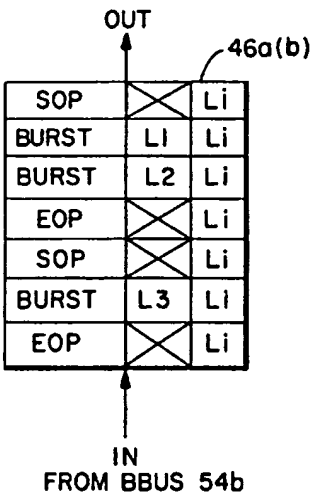 OUT
46a(b)
SOP Li
BURST L1 Li
BURST L2 Li
EOP Li
SOP Li
BURST L3 Li
EOP Li
IN
FROM BBUS 54b